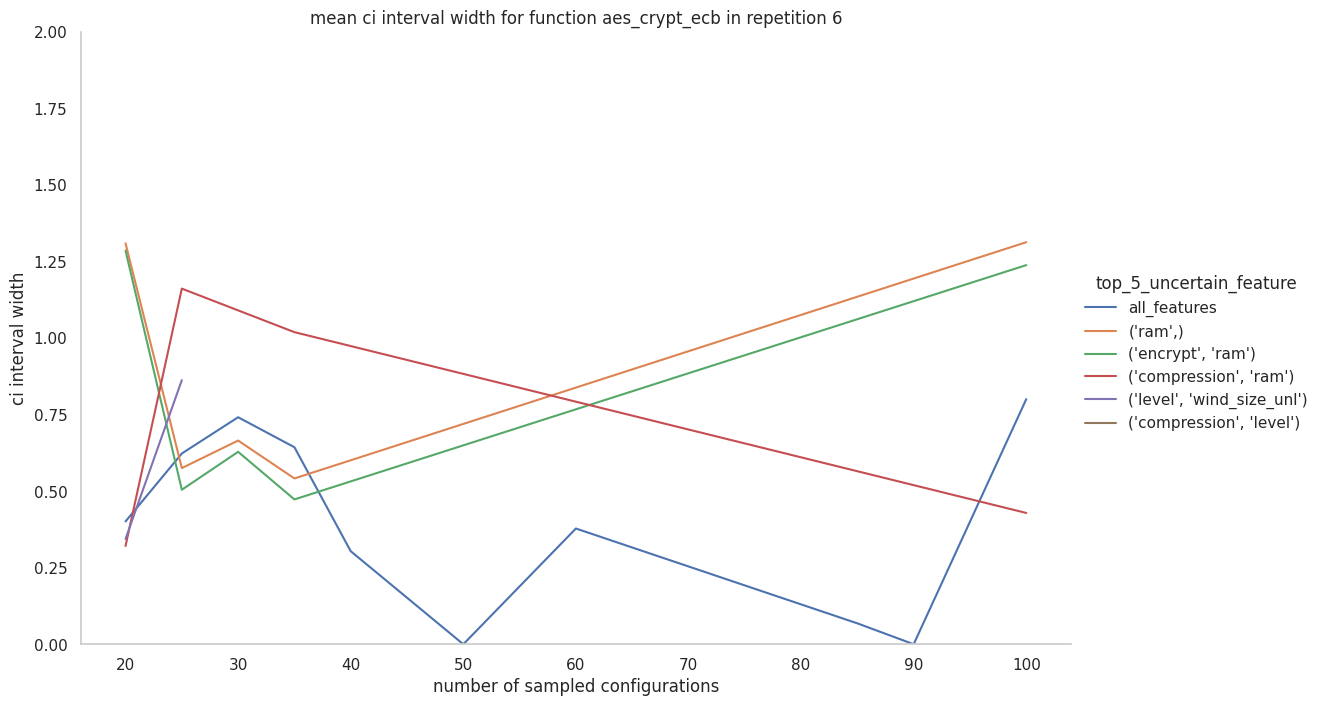 mean ci interval width for function aes_crypt_ecb in repetition 6
2.00
1.75
1.50
1.25
1.00
0.75
0.50
0.25
0.00
ci interval width
20 30 40 50 60 70 80 90 100
number of sampled configurations
top_5_uncertain_feature
all_features
('ram',)
('encrypt', 'ram')
('compression', 'ram')
('level', 'wind_size_unl')
('compression', 'level')